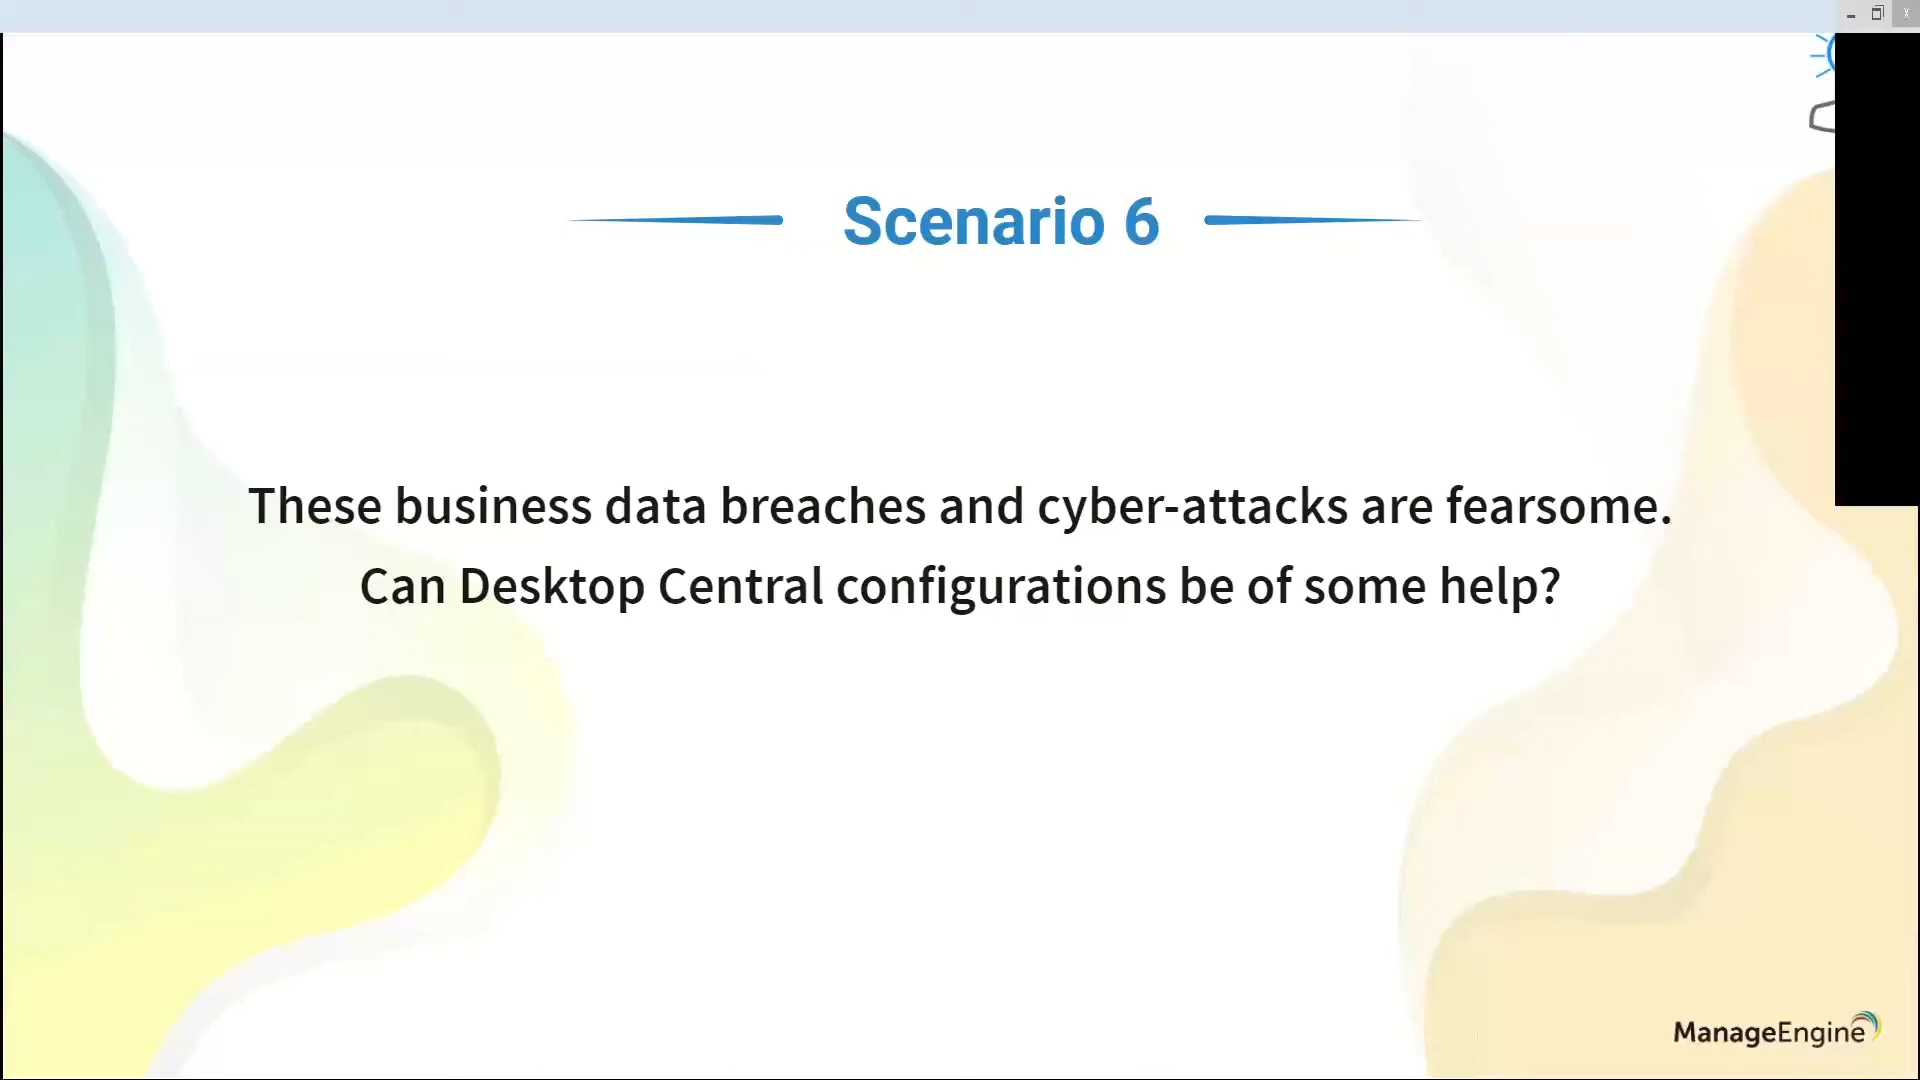 Scenario 6
These business data breaches and cyber-attacks are fearsome.
Can Desktop Central configurations be of some help?
ManageEngine